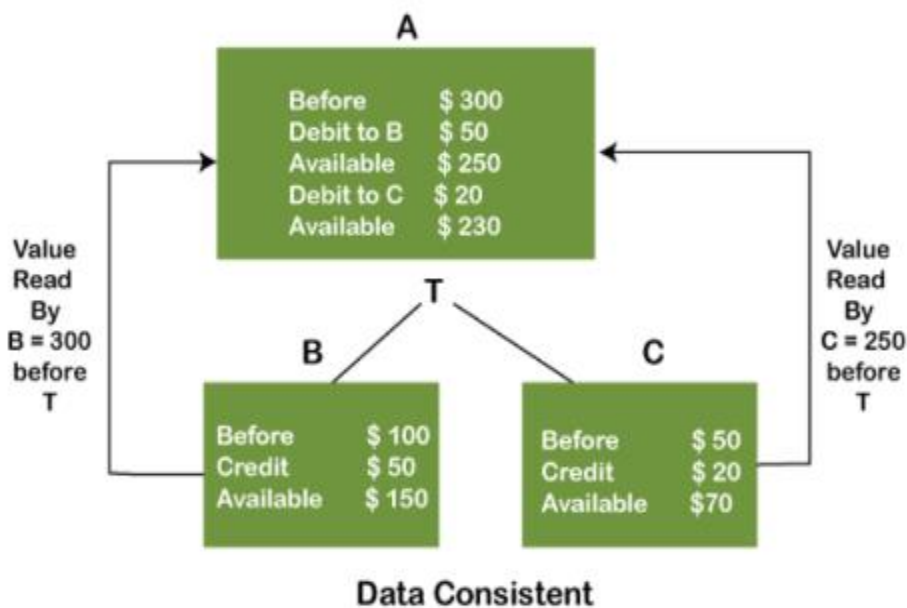 A
Before $ 300
Debit to B $ 50
Available $ 250
Debit to C $ 20
Available $ 230
Value
Read
By
B = 300
before
T
Value
Read
By
C = 250
before
T
T
B
Before $ 100
Credit $ 50
Available $ 150
C
Before $ 50
Credit $ 20
Available $70
Data Consistent